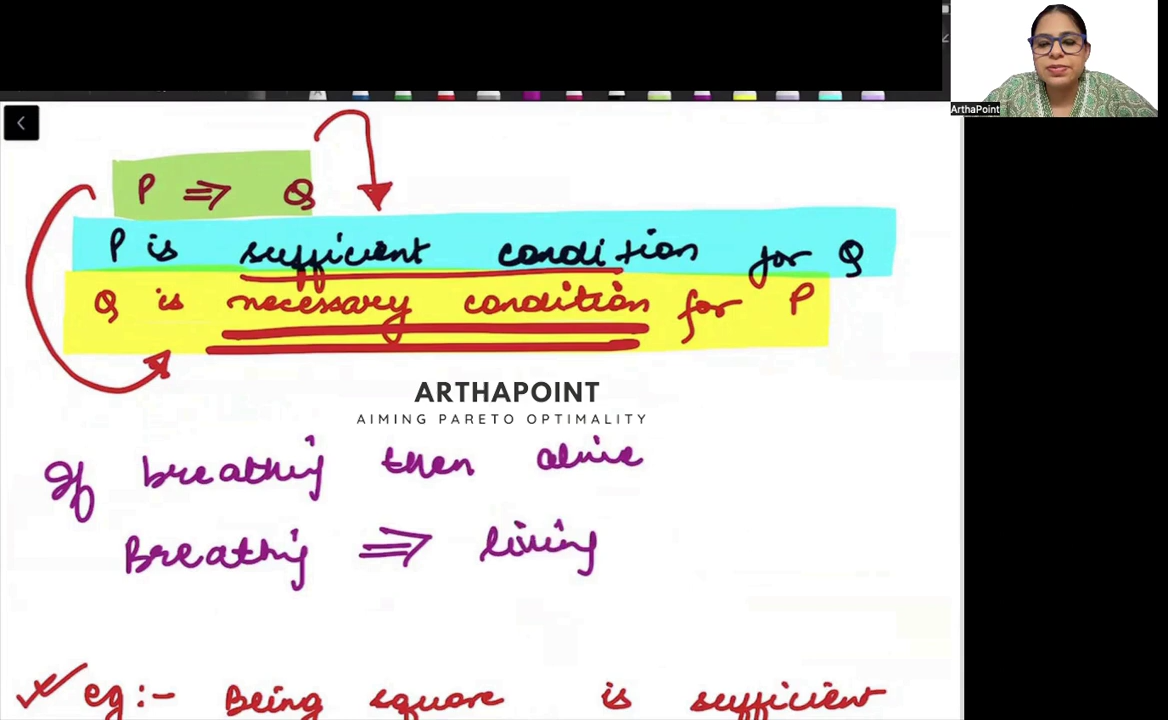 ArthaPoint
P ⇒ Q
P is sufficient condition for Q
Q is necessary condition for P
ARTHAPOINT
AIMING PARETO OPTIMALITY
If breathing then alive
Breathing ⇒ living
eg:- Being square is sufficient